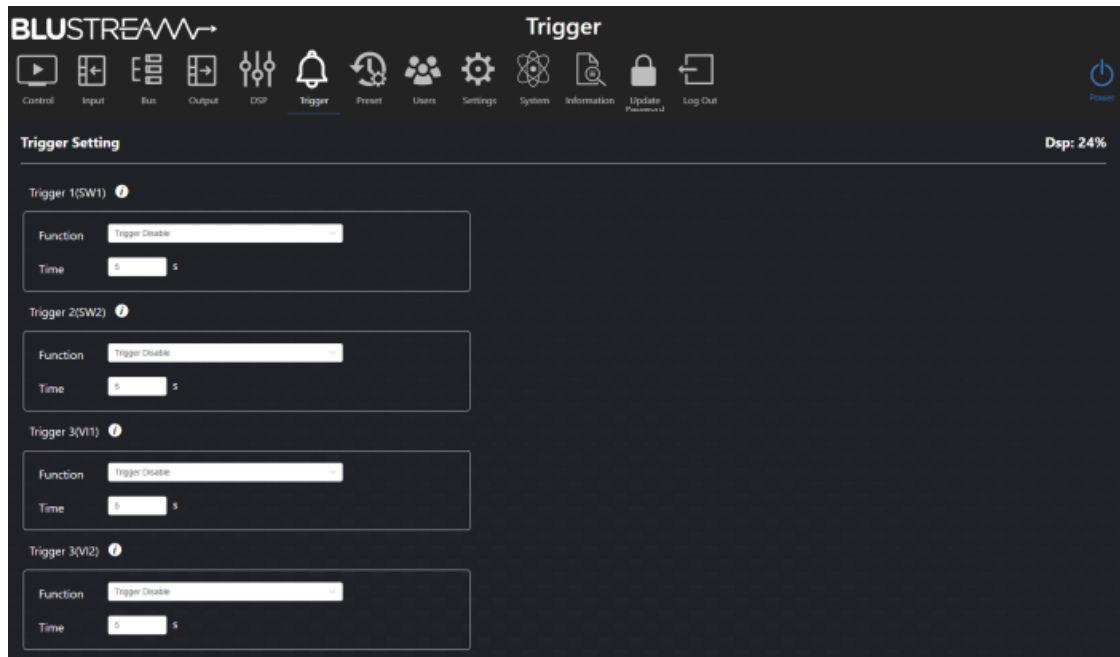 BLUSTREAM
Trigger
Control Input Bus Output DSP Trigger Preset Users Settings System Information Update Password Log Out Power
Trigger Setting Dsp: 24%
Trigger 1(SW1) i
Function Trigger Disable
Time 5 s
Trigger 2(SW2) i
Function Trigger Disable
Time 5 s
Trigger 3(VI1) i
Function Trigger Disable
Time 5 s
Trigger 3(VI2) i
Function Trigger Disable
Time 5 s